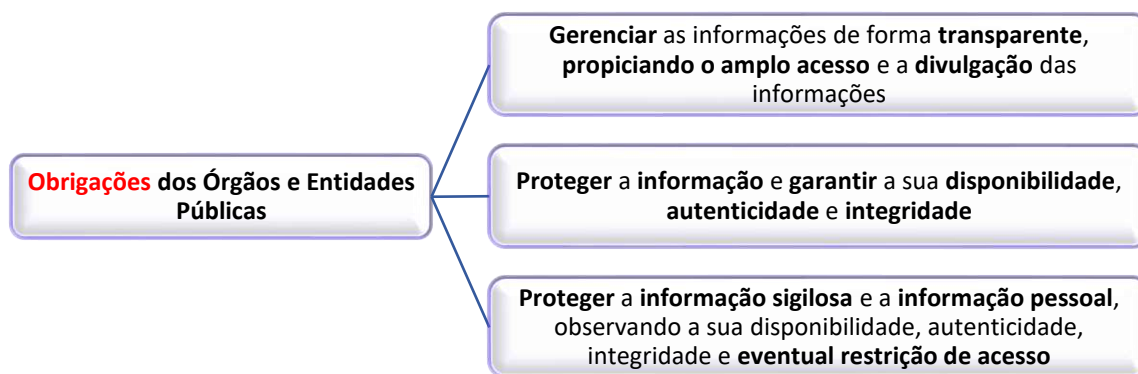 Gerenciar as informações de forma transparente,
propiciando o amplo acesso e a divulgação das
informações
Obrigações dos Órgãos e Entidades
Públicas
Proteger a informação e garantir a sua disponibilidade,
autenticidade e integridade
Proteger a informação sigilosa e a informação pessoal,
observando a sua disponibilidade, autenticidade,
integridade e eventual restrição de acesso